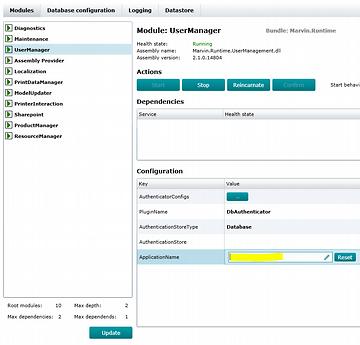 Modules Database configuration Logging Datastore
Diagnostics
Maintenance
UserManager
Assembly Provider
Localization
PrintDataManager
ModelUpdater
PrinterInteraction
Sharepoint
ProductManager
ResourceManager
Root modules: 10 Max depth: 2
Max dependencies: 2 Max dependends: 1
Update
Module: UserManager Bundle: Marvin.Runtime
Health state: Running
Assembly name: Marvin.Runtime.UserManagement.dll
Assembly version: 2.1.0.14804
Actions
Start Stop Reincarnate Confirm Start behavi
Dependencies
Service Health state
Configuration
Key Value
AuthenticatorConfigs ...
PluginName DbAuthenticator
AuthenticationStoreType Database
AuthenticationStore
ApplicationName Reset